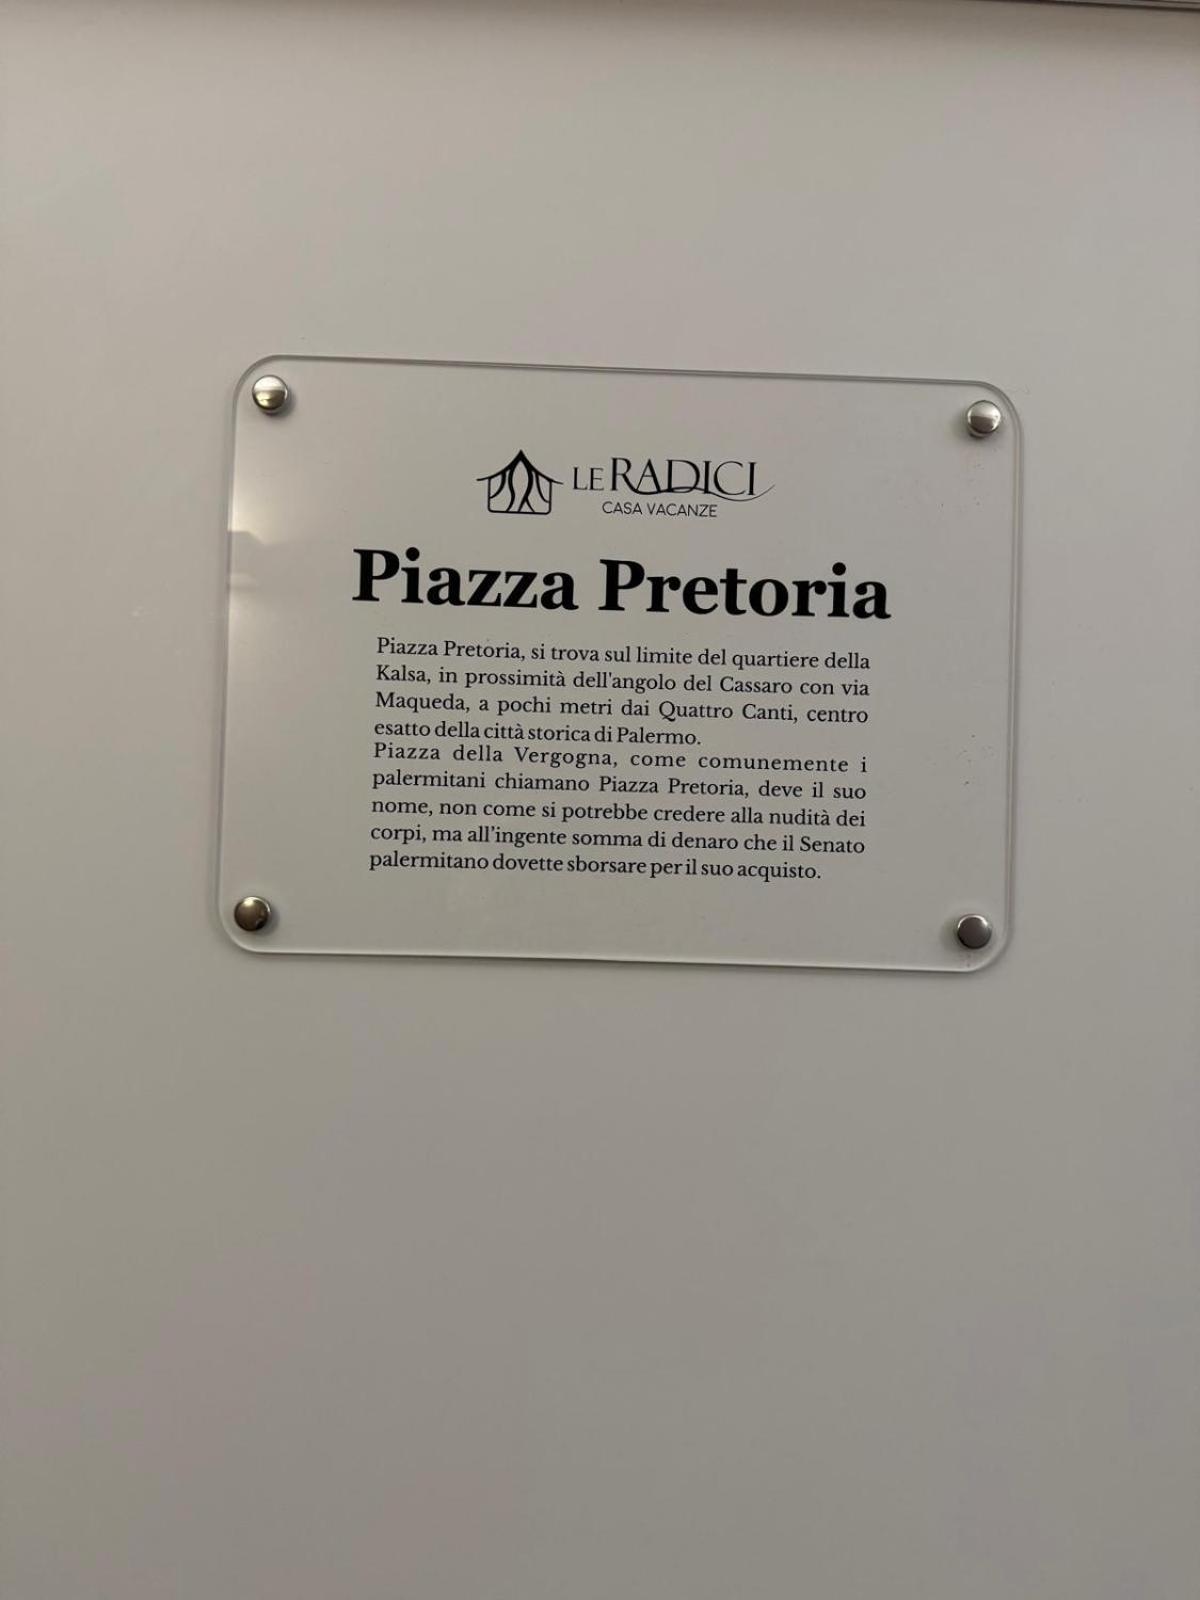 LE RADICI
CASA VACANZE
Piazza Pretoria
Piazza Pretoria, si trova sul limite del quartiere della
Kalsa, in prossimità dell'angolo del Cassaro con via
Maqueda, a pochi metri dai Quattro Canti, centro
esatto della città storica di Palermo.
Piazza della Vergogna, come comunemente i
palermitani chiamano Piazza Pretoria, deve il suo
nome, non come si potrebbe credere alla nudità dei
corpi, ma all’ingente somma di denaro che il Senato
palermitano dovette sborsare per il suo acquisto.